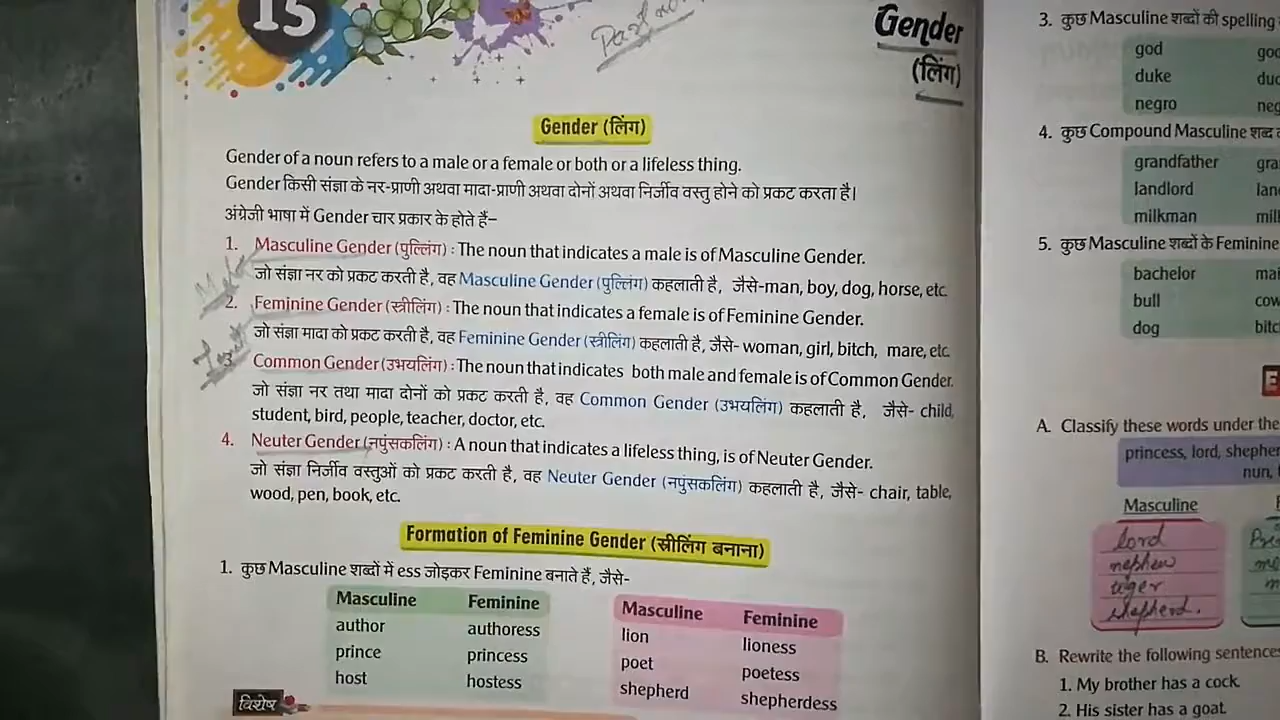 15
Gender
(लिंग)
Gender (लिंग)
Gender of a noun refers to a male or a female or both or a lifeless thing.
Gender किसी संज्ञा के नर-प्राणी अथवा मादा-प्राणी अथवा दोनों अथवा निर्जीव वस्तु होने को प्रकट करता है।
अंग्रेजी भाषा में Gender चार प्रकार के होते हैं–
1. Masculine Gender (पुल्लिंग) : The noun that indicates a male is of Masculine Gender.
जो संज्ञा नर को प्रकट करती है, वह Masculine Gender (पुल्लिंग) कहलाती है, जैसे-man, boy, dog, horse, etc.
2. Feminine Gender (स्त्रीलिंग) : The noun that indicates a female is of Feminine Gender.
जो संज्ञा मादा को प्रकट करती है, वह Feminine Gender (स्त्रीलिंग) कहलाती है, जैसे- woman, girl, bitch, mare, etc.
3. Common Gender (उभयलिंग) : The noun that indicates both male and female is of Common Gender.
जो संज्ञा नर तथा मादा दोनों को प्रकट करती है, वह Common Gender (उभयलिंग) कहलाती है, जैसे- child,
student, bird, people, teacher, doctor, etc.
4. Neuter Gender (नपुंसकलिंग) : A noun that indicates a lifeless thing, is of Neuter Gender.
जो संज्ञा निर्जीव वस्तुओं को प्रकट करती है, वह Neuter Gender (नपुंसकलिंग) कहलाती है, जैसे- chair, table,
wood, pen, book, etc.
Formation of Feminine Gender (स्रीलिंग बनाना)
1. कुछ Masculine शब्दों में ess जोड़कर Feminine बनाते हैं, जैसे-
Masculine Feminine
author authoress
prince princess
host hostess
Masculine Feminine
lion lioness
poet poetess
shepherd shepherdess
विशेष
3. कुछ Masculine शब्दों की spelling
god
duke
negro
4. कुछ Compound Masculine शब्द
grandfather
landlord
milkman
5. कुछ Masculine शब्दों के Feminine
bachelor
bull
dog
A. Classify these words under the
princess, lord,
nun,
Masculine
lord
nephew
tiger
shepherd.
B. Rewrite the following sentences
1. My brother has a cock.
2. His sister has a goat.